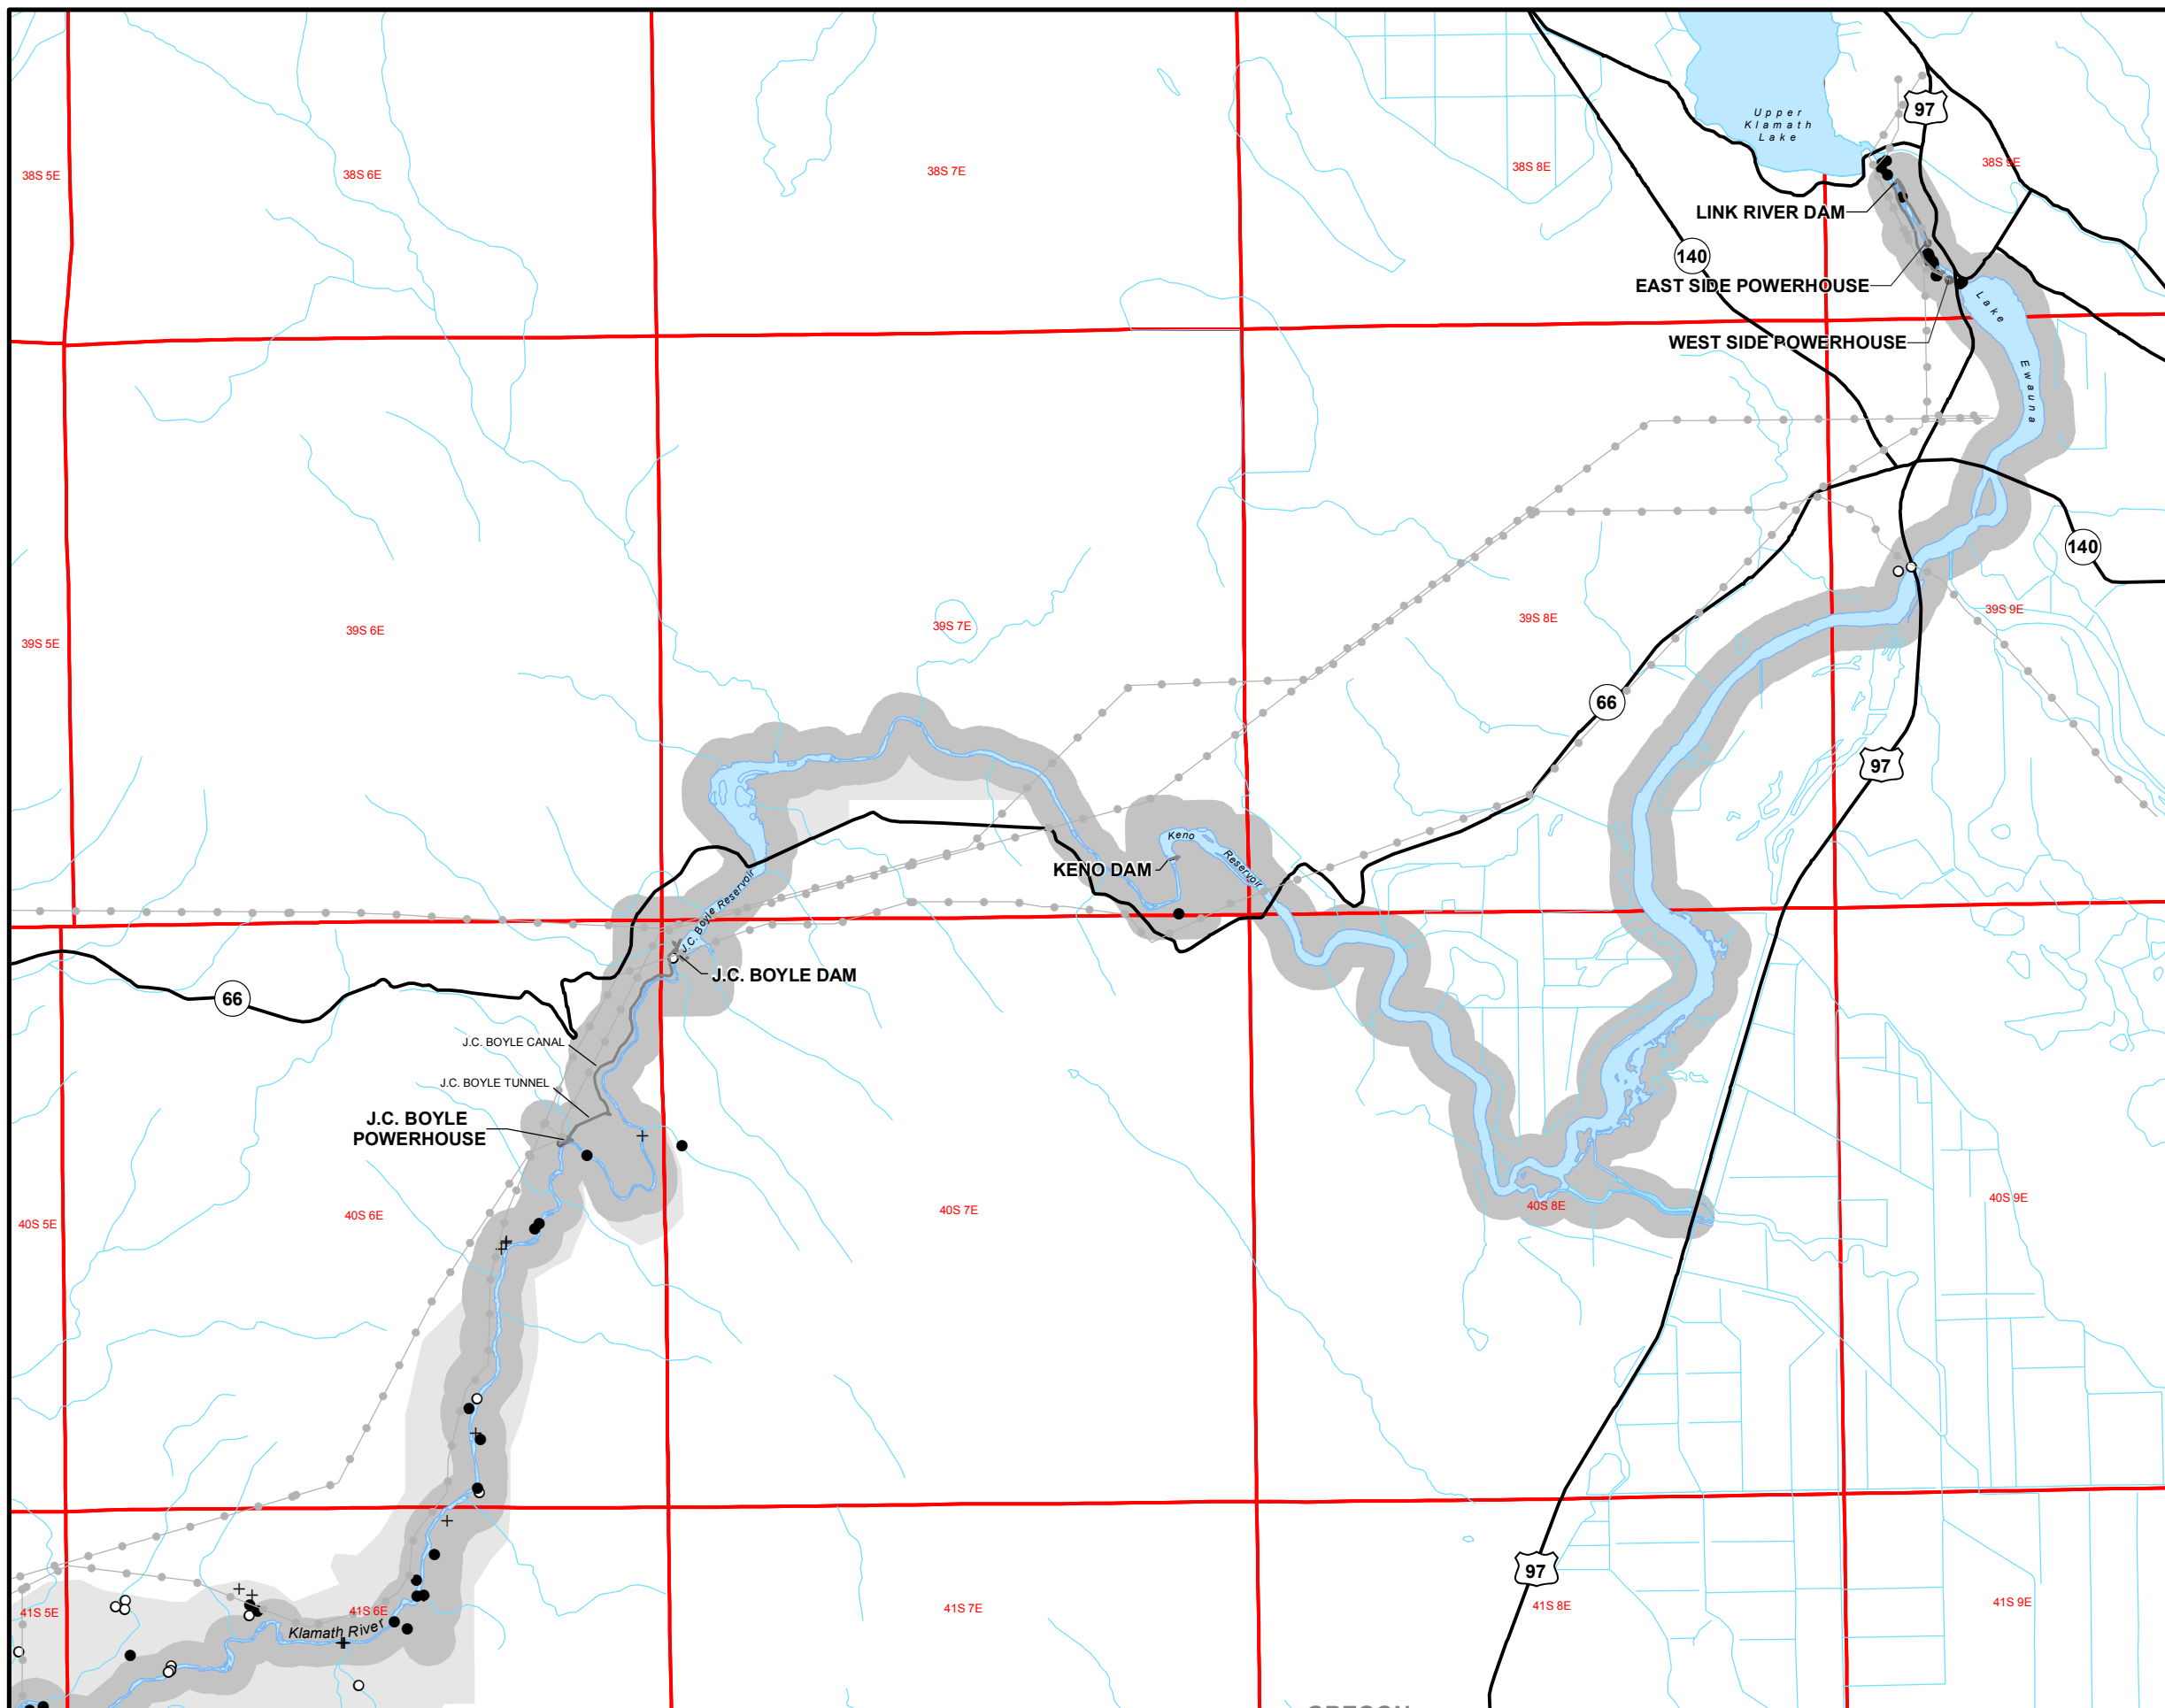 Upper
Klamath
Lake
97
38S 5E
38S 6E
38S 7E
38S 8E
38S 9E
LINK RIVER DAM
140
EAST SIDE POWERHOUSE
WEST SIDE POWERHOUSE
Lake Ewauna
140
39S 5E
39S 6E
39S 7E
39S 8E
39S 9E
66
97
Keno Reservoir
KENO DAM
J.C. Boyle Reservoir
J.C. BOYLE DAM
66
J.C. BOYLE CANAL
J.C. BOYLE TUNNEL
J.C. BOYLE
POWERHOUSE
40S 5E
40S 6E
40S 7E
40S 8E
40S 9E
97
41S 5E
41S 6E
41S 7E
41S 8E
41S 9E
Klamath River
OREGON